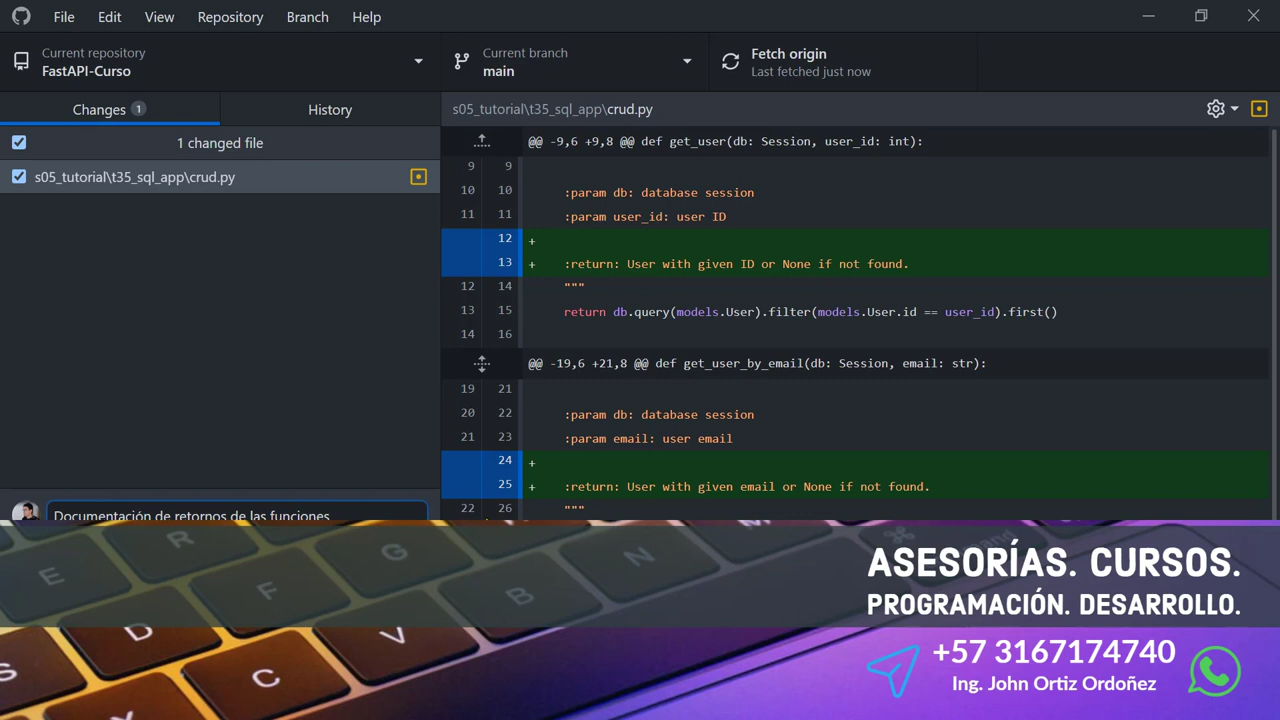 File Edit View Repository Branch Help
Current repository
FastAPI-Curso
Current branch
main
Fetch origin
Last fetched just now
Changes 1
History
1 changed file
s05_tutorial\t35_sql_app\crud.py
Documentación de retornos de las funciones
s05_tutorial\t35_sql_app\crud.py
@@ -9,6 +9,8 @@ def get_user(db: Session, user_id: int):
9 9
10 10 :param db: database session
11 11 :param user_id: user ID
12 +
13 + :return: User with given ID or None if not found.
12 14 """
13 15 return db.query(models.User).filter(models.User.id == user_id).first()
14 16
@@ -19,6 +21,8 @@ def get_user_by_email(db: Session, email: str):
19 21
20 22 :param db: database session
21 23 :param email: user email
24 +
25 + :return: User with given email or None if not found.
22 26 """
E R G F D C V B N M S
ASESORÍAS. CURSOS.
PROGRAMACIÓN. DESARROLLO.
+57 3167174740
Ing. John Ortiz Ordoñez